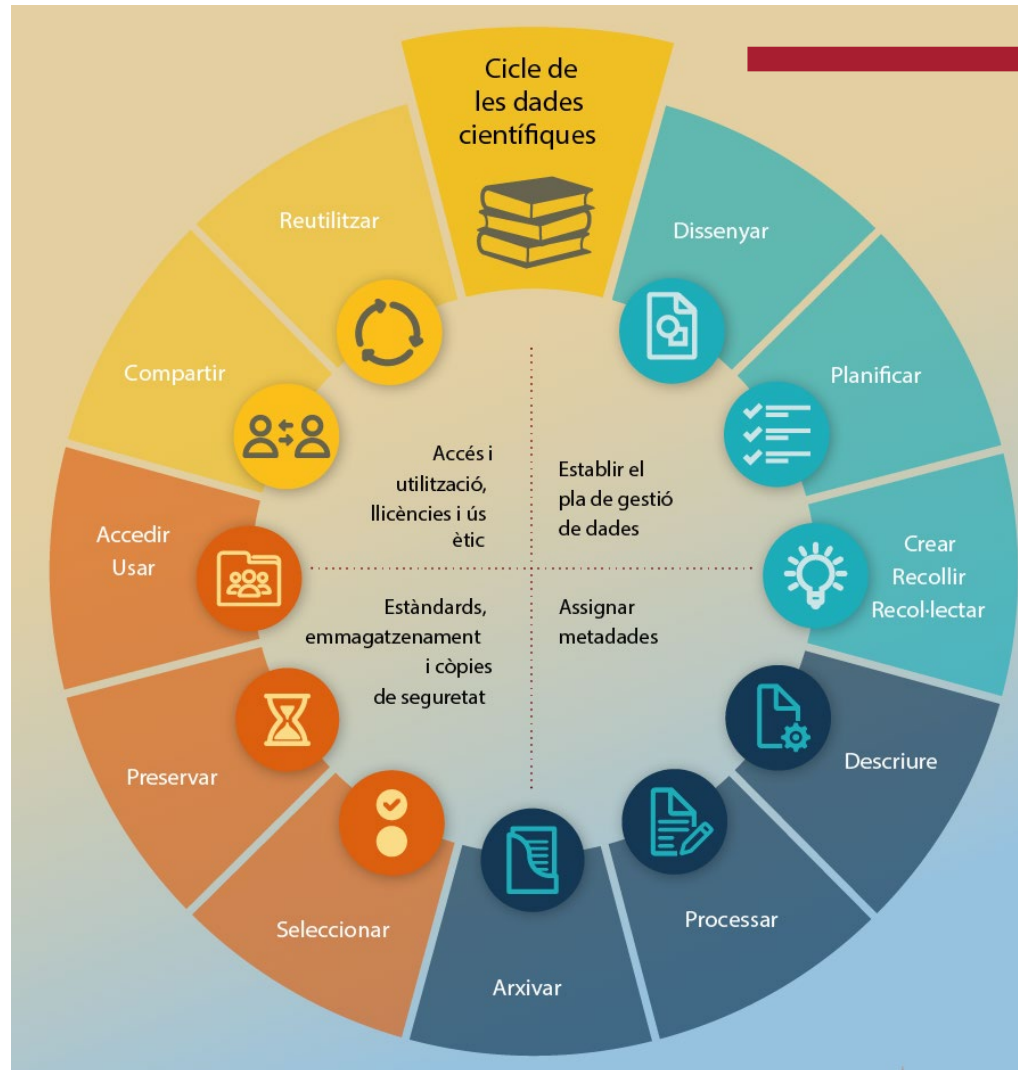 Cicle de
les dades
científiques
Dissenyar
Planificar
Crear
Recollir
Recol·lectar
Descriure
Processar
Arxivar
Seleccionar
Preservar
Accedir
Usar
Compartir
Reutilitzar
Accés i
utilització,
llicències i ús
ètic
Establir el
pla de gestió
de dades
Estàndards,
emmagatzenament
i còpies
de seguretat
Assignar
metadades